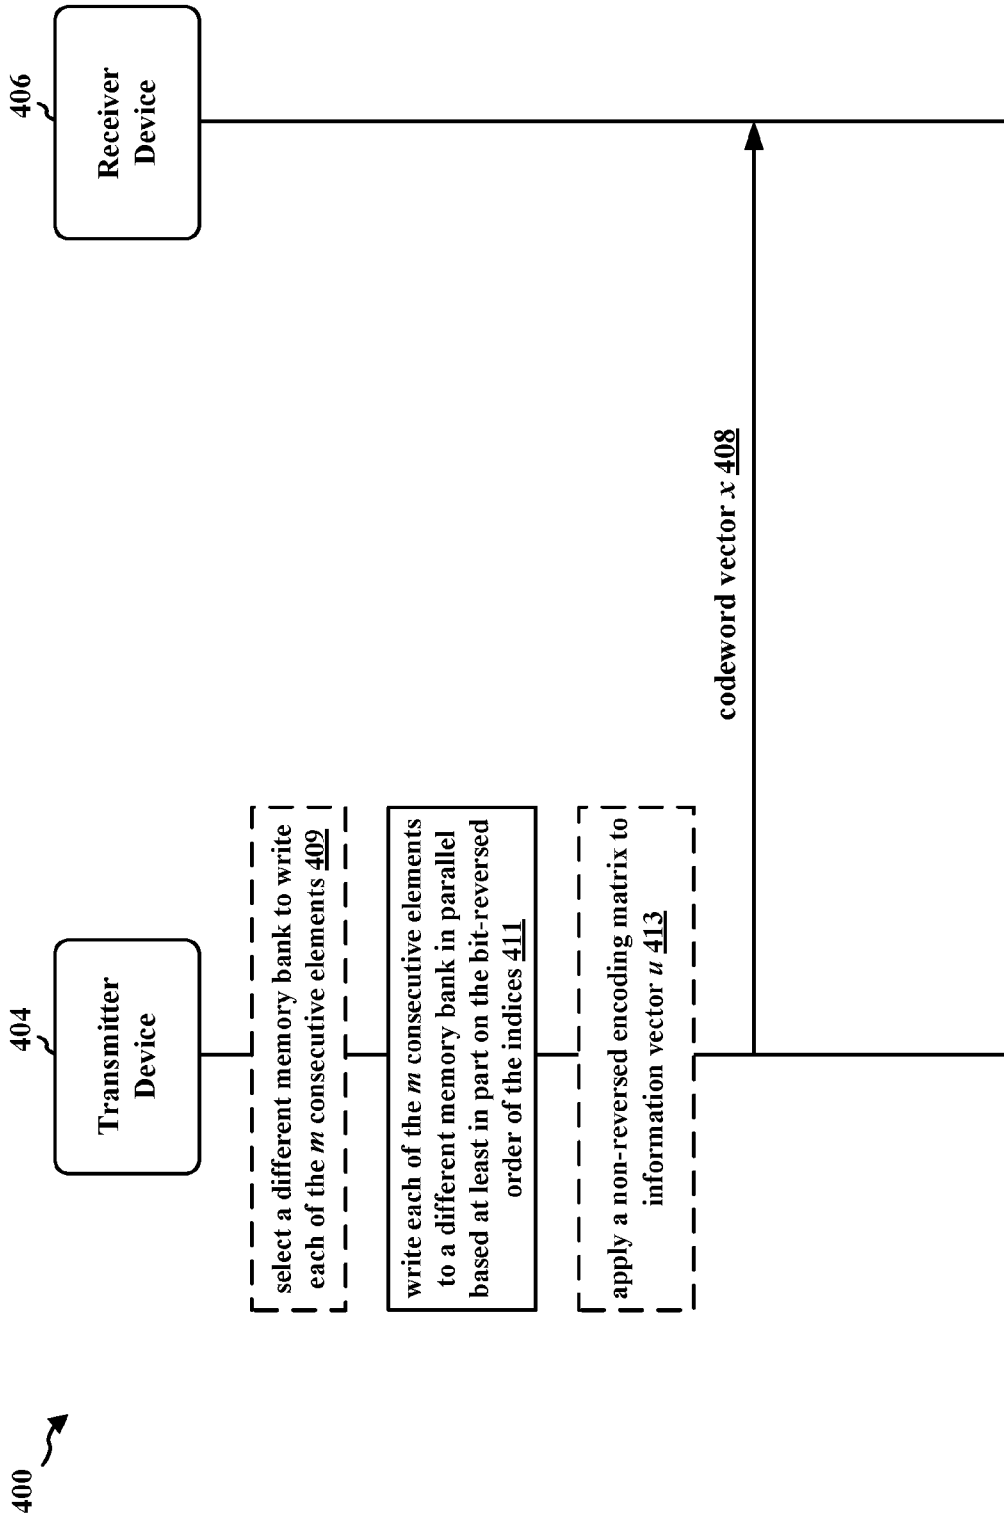 400
404
Transmitter
Device
406
Receiver
Device
select a different memory bank to write
each of the m consecutive elements 409
write each of the m consecutive elements
to a different memory bank in parallel
based at least in part on the bit-reversed
order of the indices 411
apply a non-reversed encoding matrix to
information vector u 413
codeword vector x 408